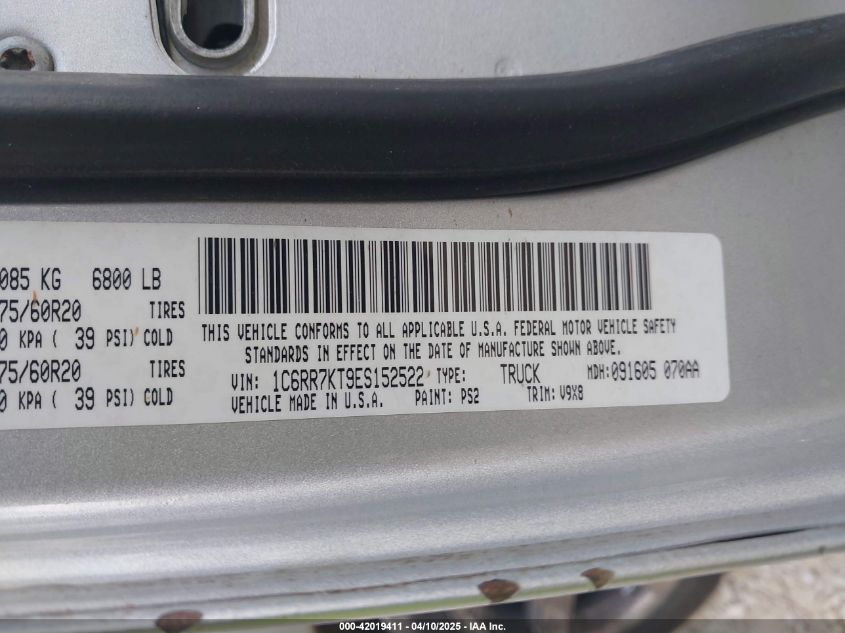 085 KG 6800 LB
75/60R20 TIRES
0 KPA ( 39 PSI) COLD
75/60R20 TIRES
0 KPA ( 39 PSI) COLD
THIS VEHICLE CONFORMS TO ALL APPLICABLE U.S.A. FEDERAL MOTOR VEHICLE SAFETY
STANDARDS IN EFFECT ON THE DATE OF MANUFACTURE SHOWN ABOVE.
VIN: 1C6RR7KT9ES152522 TYPE: TRUCK MDH:091605 070AA
VEHICLE MADE IN U.S.A. PAINT: PS2 TRIM: V9X8
000-42019411 - 04/10/2025 - IAA Inc.